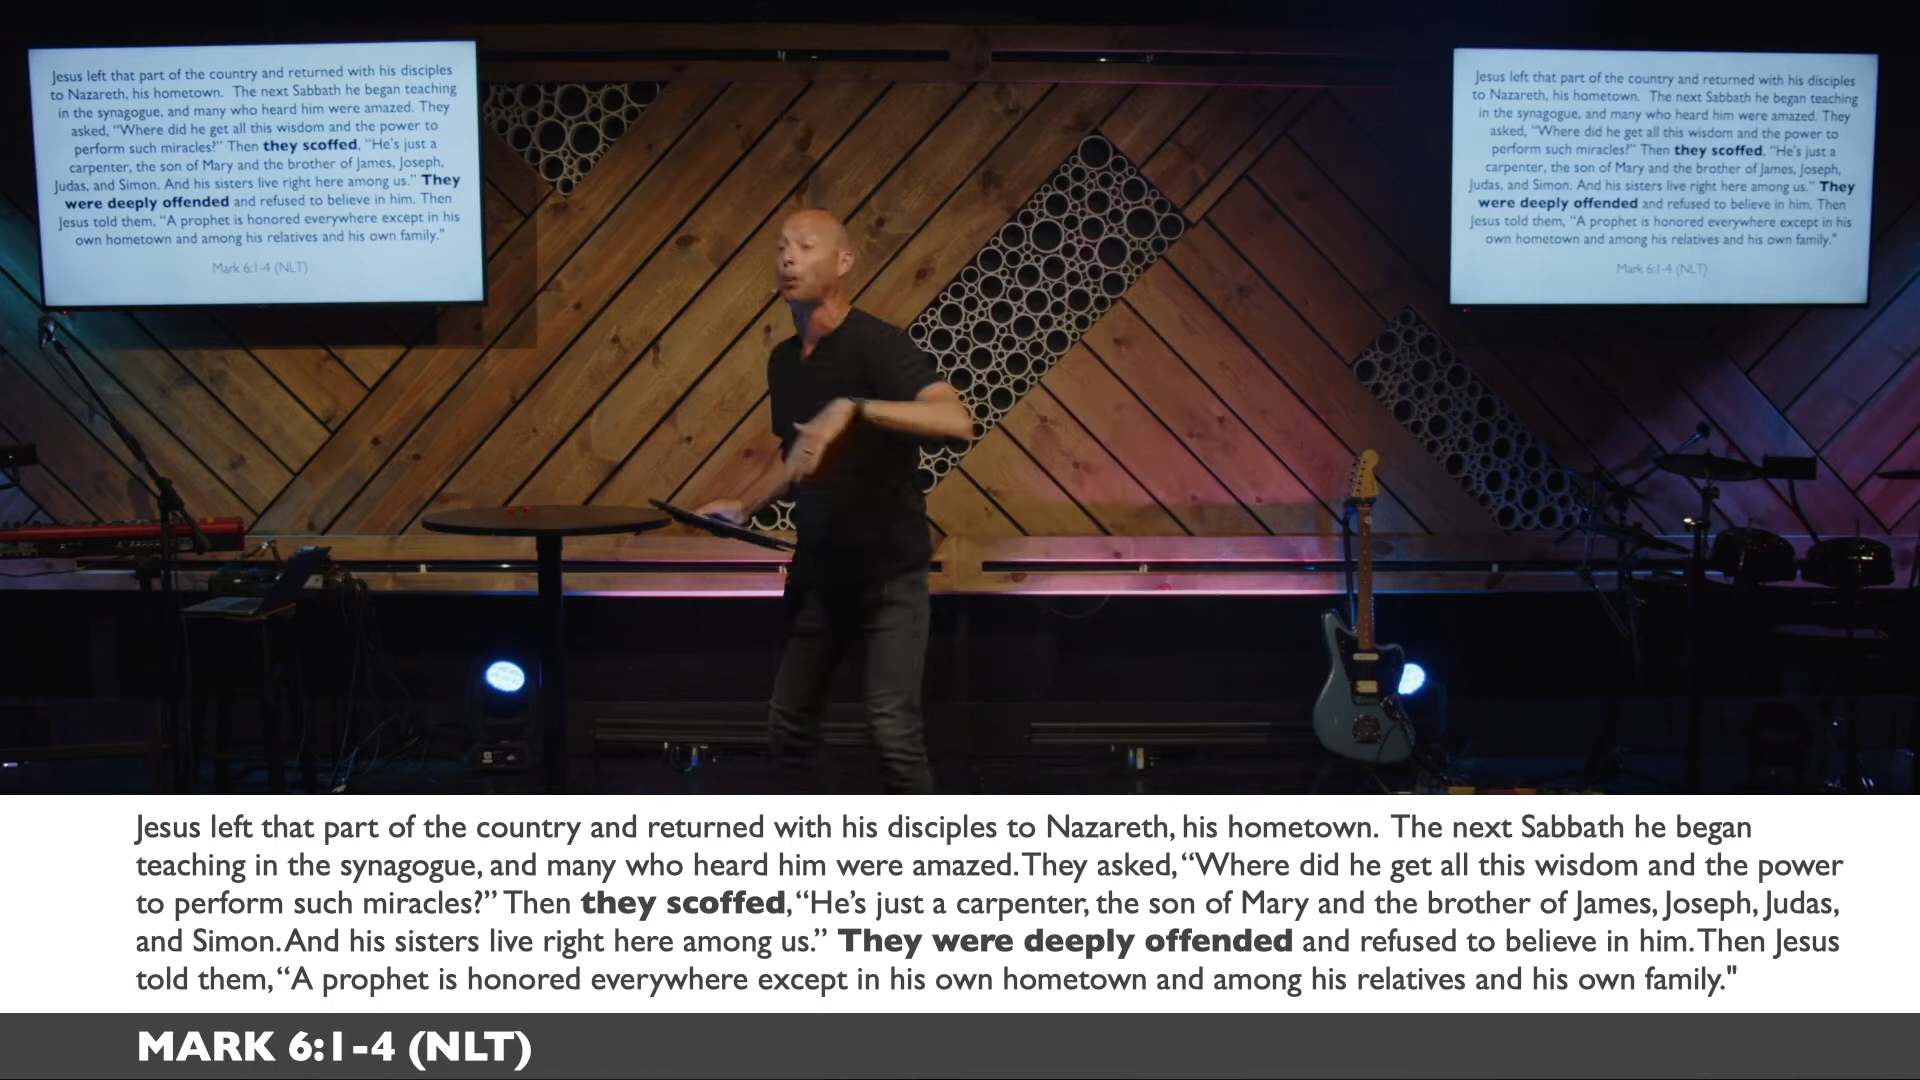 Jesus left that part of the country and returned with his disciples
to Nazareth, his hometown.  The next Sabbath he began teaching
in the synagogue, and many who heard him were amazed. They
asked, “Where did he get all this wisdom and the power to
perform such miracles?” Then they scoffed, “He’s just a
carpenter, the son of Mary and the brother of James, Joseph,
Judas, and Simon. And his sisters live right here among us.” They
were deeply offended and refused to believe in him. Then
Jesus told them, “A prophet is honored everywhere except in his
own hometown and among his relatives and his own family."
Mark 6:1-4 (NLT)
Jesus left that part of the country and returned with his disciples
to Nazareth, his hometown.  The next Sabbath he began teaching
in the synagogue, and many who heard him were amazed. They
asked, “Where did he get all this wisdom and the power to
perform such miracles?” Then they scoffed, “He’s just a
carpenter, the son of Mary and the brother of James, Joseph,
Judas, and Simon. And his sisters live right here among us.” They
were deeply offended and refused to believe in him. Then
Jesus told them, “A prophet is honored everywhere except in his
own hometown and among his relatives and his own family."
Mark 6:1-4 (NLT)
Jesus left that part of the country and returned with his disciples to Nazareth, his hometown.  The next Sabbath he began
teaching in the synagogue, and many who heard him were amazed. They asked, “Where did he get all this wisdom and the power
to perform such miracles?” Then they scoffed, “He’s just a carpenter, the son of Mary and the brother of James, Joseph, Judas,
and Simon. And his sisters live right here among us.” They were deeply offended and refused to believe in him. Then Jesus
told them, “A prophet is honored everywhere except in his own hometown and among his relatives and his own family."
MARK 6:1-4 (NLT)